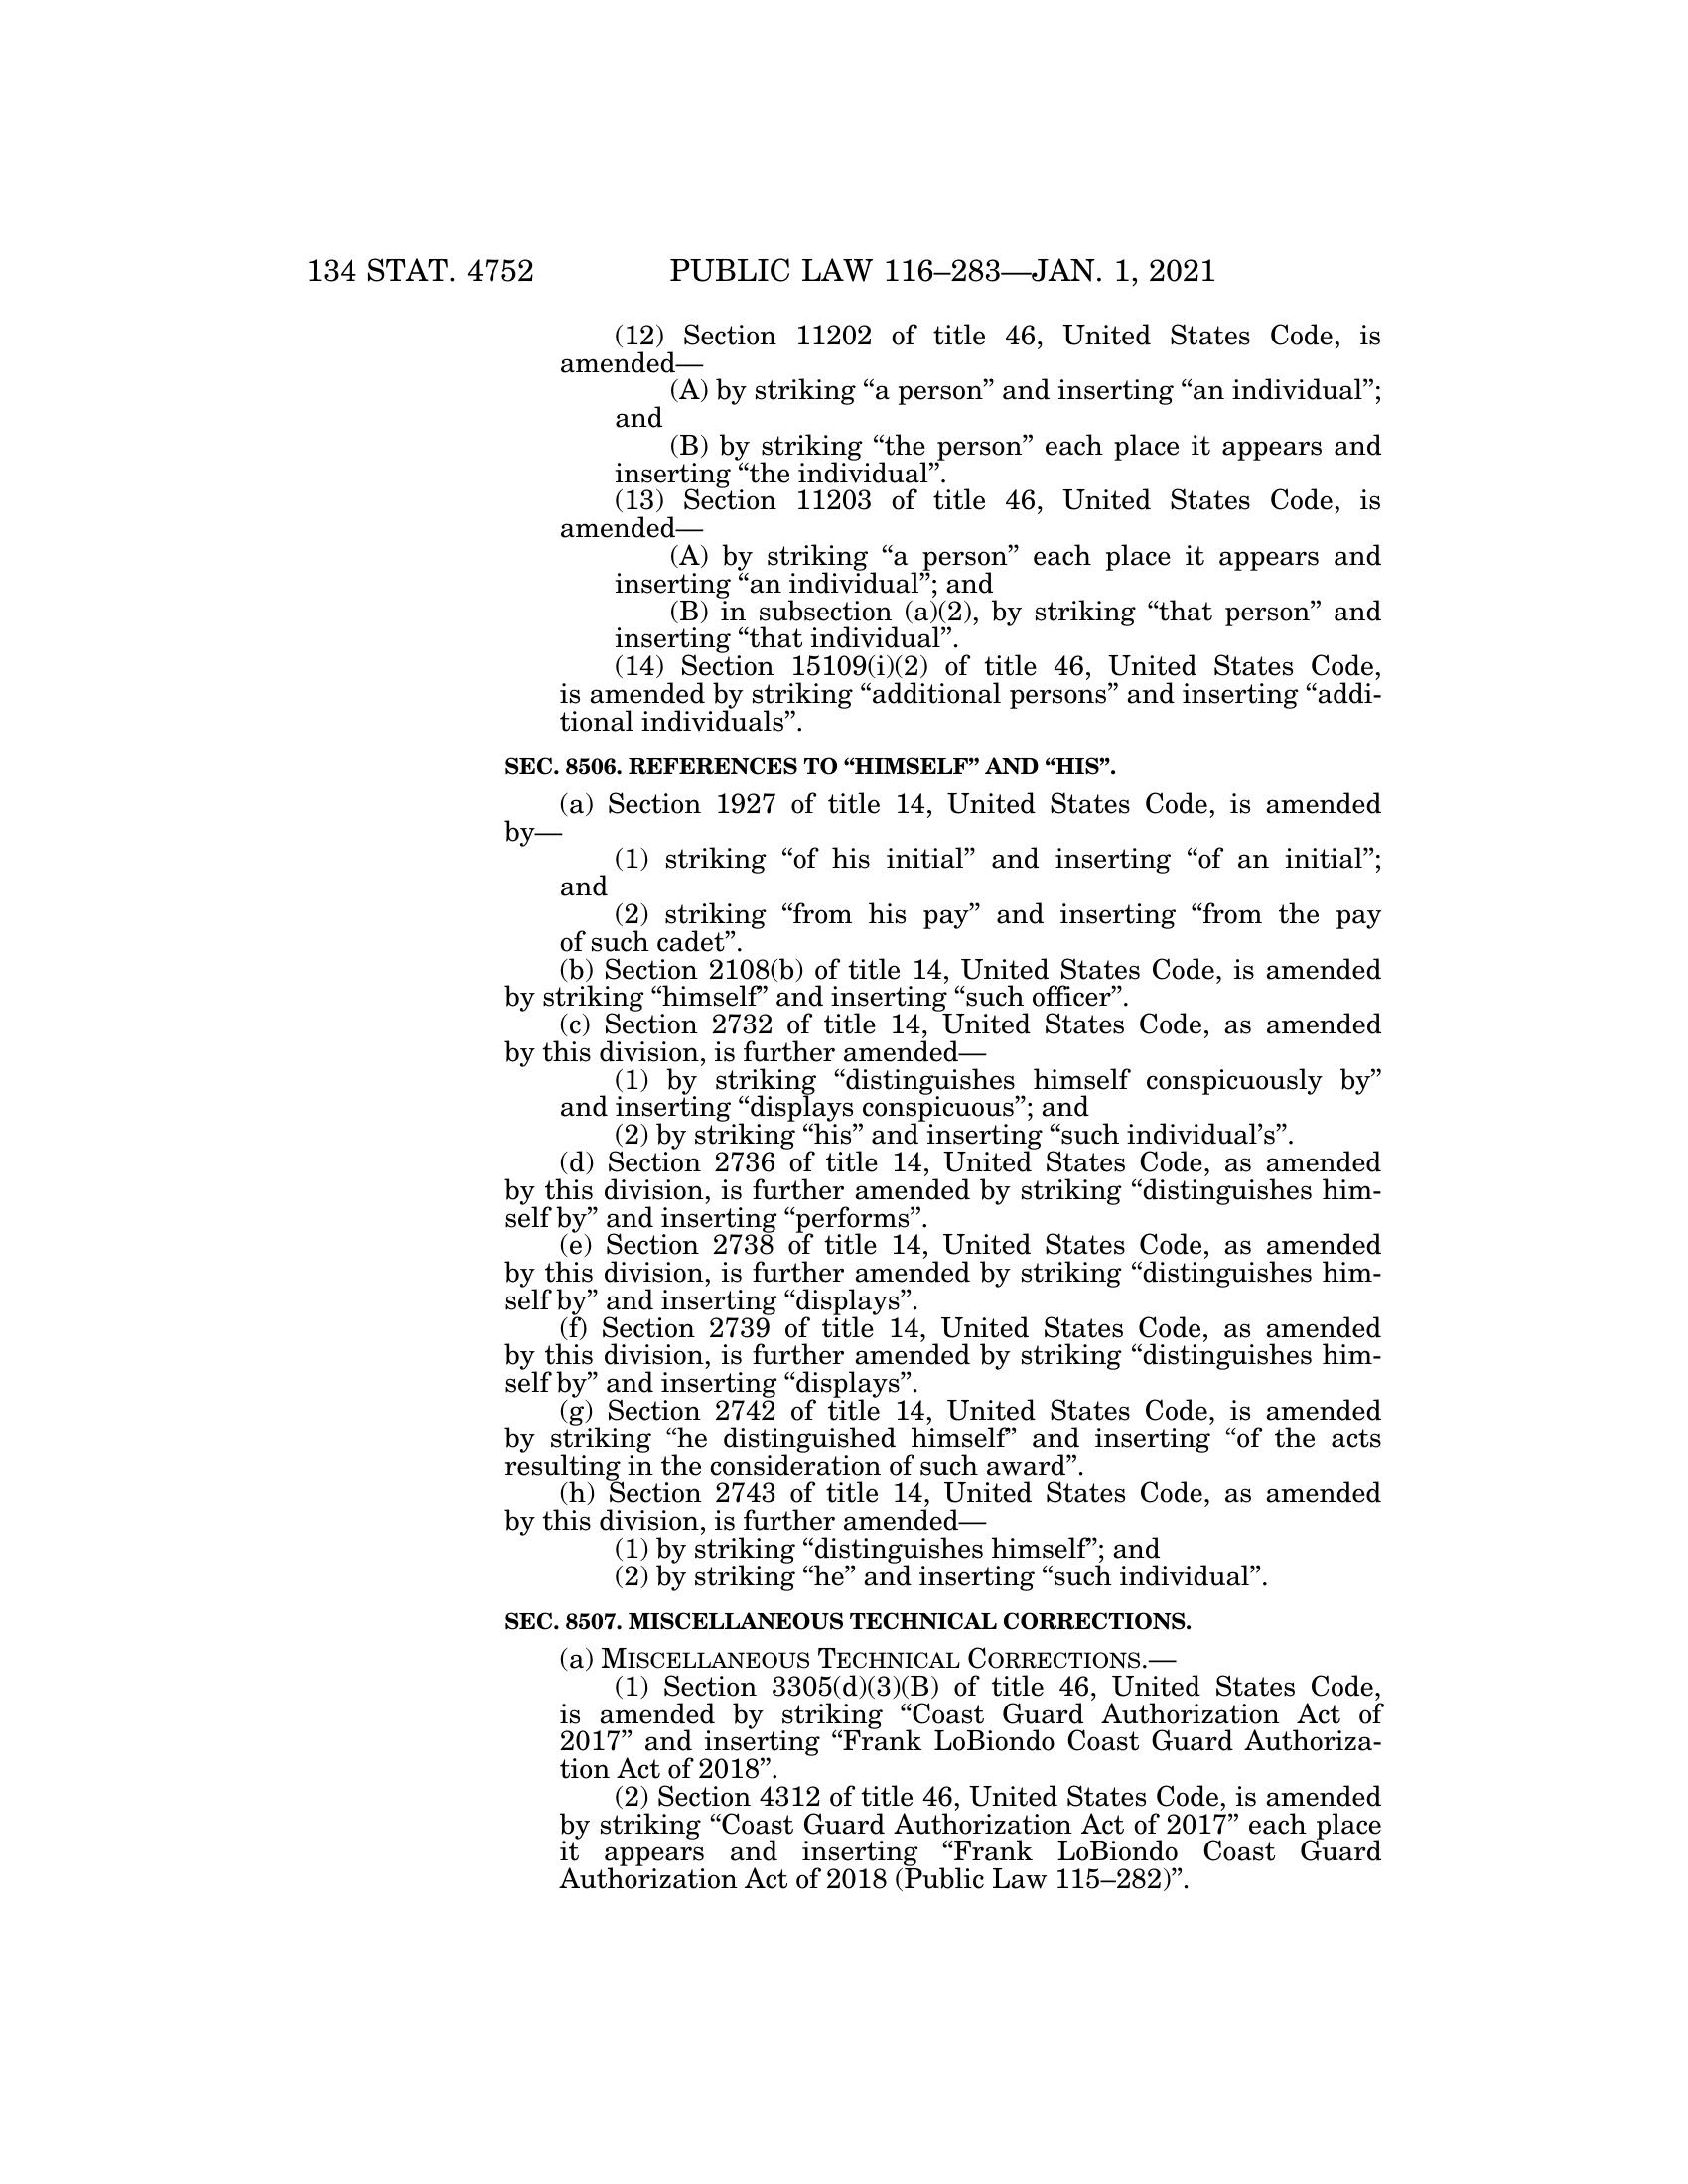 134 STAT. 4752 PUBLIC LAW 116–283—JAN. 1, 2021
(12) Section 11202 of title 46, United States Code, is
amended—
(A) by striking “a person” and inserting “an individual”;
and
(B) by striking “the person” each place it appears and
inserting “the individual”.
(13) Section 11203 of title 46, United States Code, is
amended—
(A) by striking “a person” each place it appears and
inserting “an individual”; and
(B) in subsection (a)(2), by striking “that person” and
inserting “that individual”.
(14) Section 15109(i)(2) of title 46, United States Code,
is amended by striking “additional persons” and inserting “addi-
tional individuals”.
SEC. 8506. REFERENCES TO “HIMSELF” AND “HIS”.
(a) Section 1927 of title 14, United States Code, is amended
by—
(1) striking “of his initial” and inserting “of an initial”;
and
(2) striking “from his pay” and inserting “from the pay
of such cadet”.
(b) Section 2108(b) of title 14, United States Code, is amended
by striking “himself” and inserting “such officer”.
(c) Section 2732 of title 14, United States Code, as amended
by this division, is further amended—
(1) by striking “distinguishes himself conspicuously by”
and inserting “displays conspicuous”; and
(2) by striking “his” and inserting “such individual’s”.
(d) Section 2736 of title 14, United States Code, as amended
by this division, is further amended by striking “distinguishes him-
self by” and inserting “performs”.
(e) Section 2738 of title 14, United States Code, as amended
by this division, is further amended by striking “distinguishes him-
self by” and inserting “displays”.
(f) Section 2739 of title 14, United States Code, as amended
by this division, is further amended by striking “distinguishes him-
self by” and inserting “displays”.
(g) Section 2742 of title 14, United States Code, is amended
by striking “he distinguished himself” and inserting “of the acts
resulting in the consideration of such award”.
(h) Section 2743 of title 14, United States Code, as amended
by this division, is further amended—
(1) by striking “distinguishes himself”; and
(2) by striking “he” and inserting “such individual”.
SEC. 8507. MISCELLANEOUS TECHNICAL CORRECTIONS.
(a) MISCELLANEOUS TECHNICAL CORRECTIONS.—
(1) Section 3305(d)(3)(B) of title 46, United States Code,
is amended by striking “Coast Guard Authorization Act of
2017” and inserting “Frank LoBiondo Coast Guard Authoriza-
tion Act of 2018”.
(2) Section 4312 of title 46, United States Code, is amended
by striking “Coast Guard Authorization Act of 2017” each place
it appears and inserting “Frank LoBiondo Coast Guard
Authorization Act of 2018 (Public Law 115–282)”.